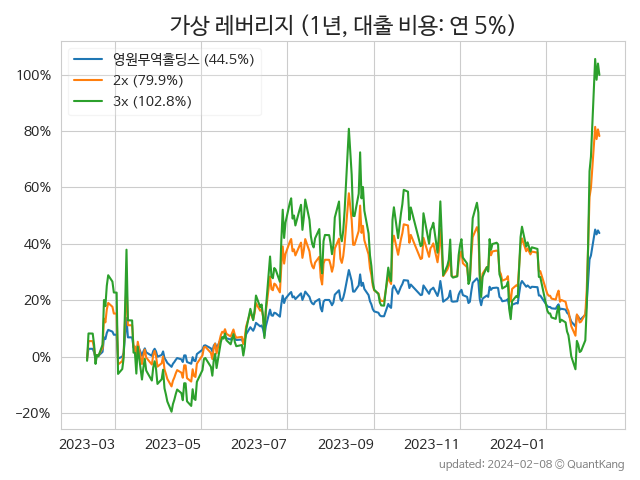 가상 레버리지 (1년, 대출 비용: 연 5%)
영원무역홀딩스 (44.5%)
2x (79.9%)
3x (102.8%)
100%
80%
60%
40%
20%
0%
−20%
2023-03
2023-05
2023-07
2023-09
2023-11
2024-01
updated: 2024-02-08 © QuantKang